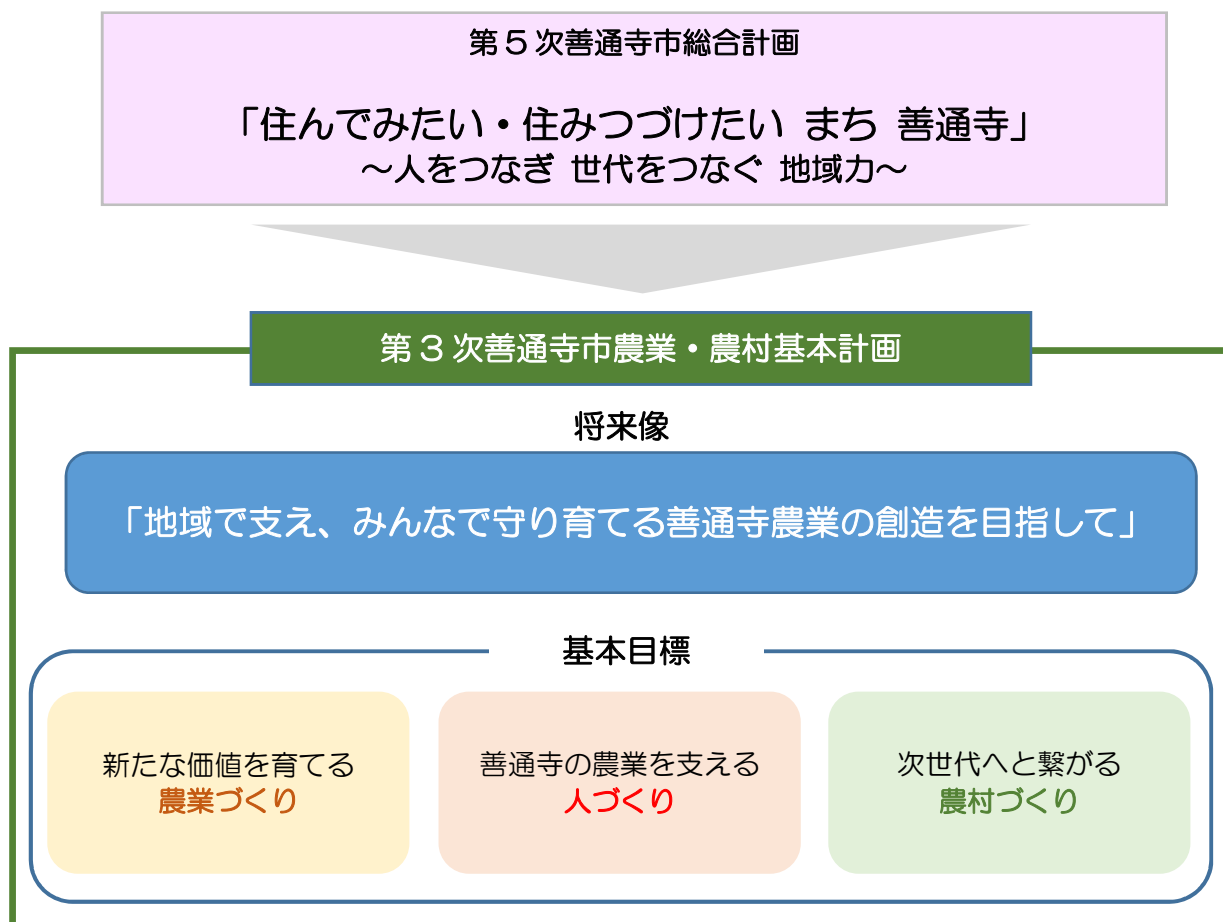 第5次善通寺市総合計画
「住んでみたい・住みつづけたい まち 善通寺」
～人をつなぎ 世代をつなぐ 地域力～
第3次善通寺市農業・農村基本計画
将来像
「地域で支え、みんなで守り育てる善通寺農業の創造を目指して」
基本目標
新たな価値を育てる
農業づくり
善通寺の農業を支える
人づくり
次世代へと繋がる
農村づくり